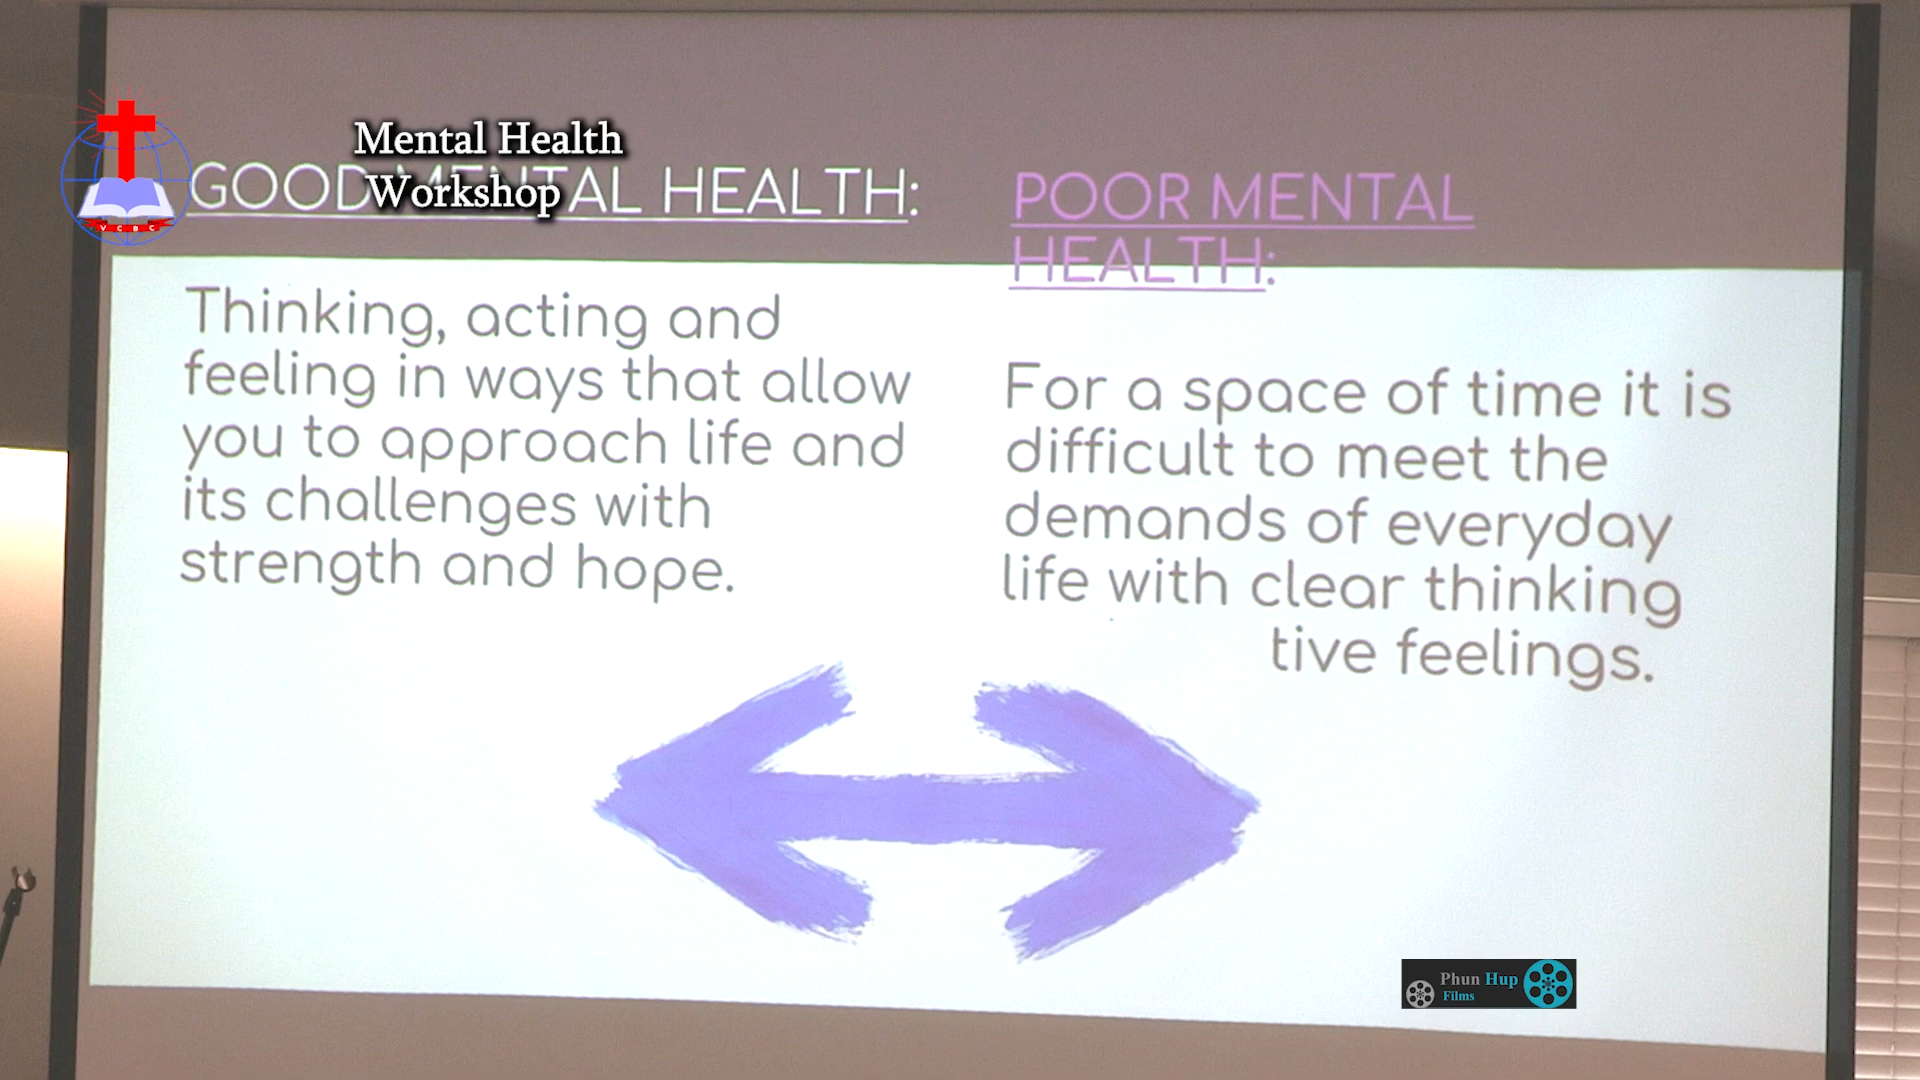 Mental Health
Workshop
GOOD MENTAL HEALTH:
Thinking, acting and
feeling in ways that allow
you to approach life and
its challenges with
strength and hope.
POOR MENTAL
HEALTH:
For a space of time it is
difficult to meet the
demands of everyday
life with clear thinking
tive feelings.
V C B C
Phun Hup
Films